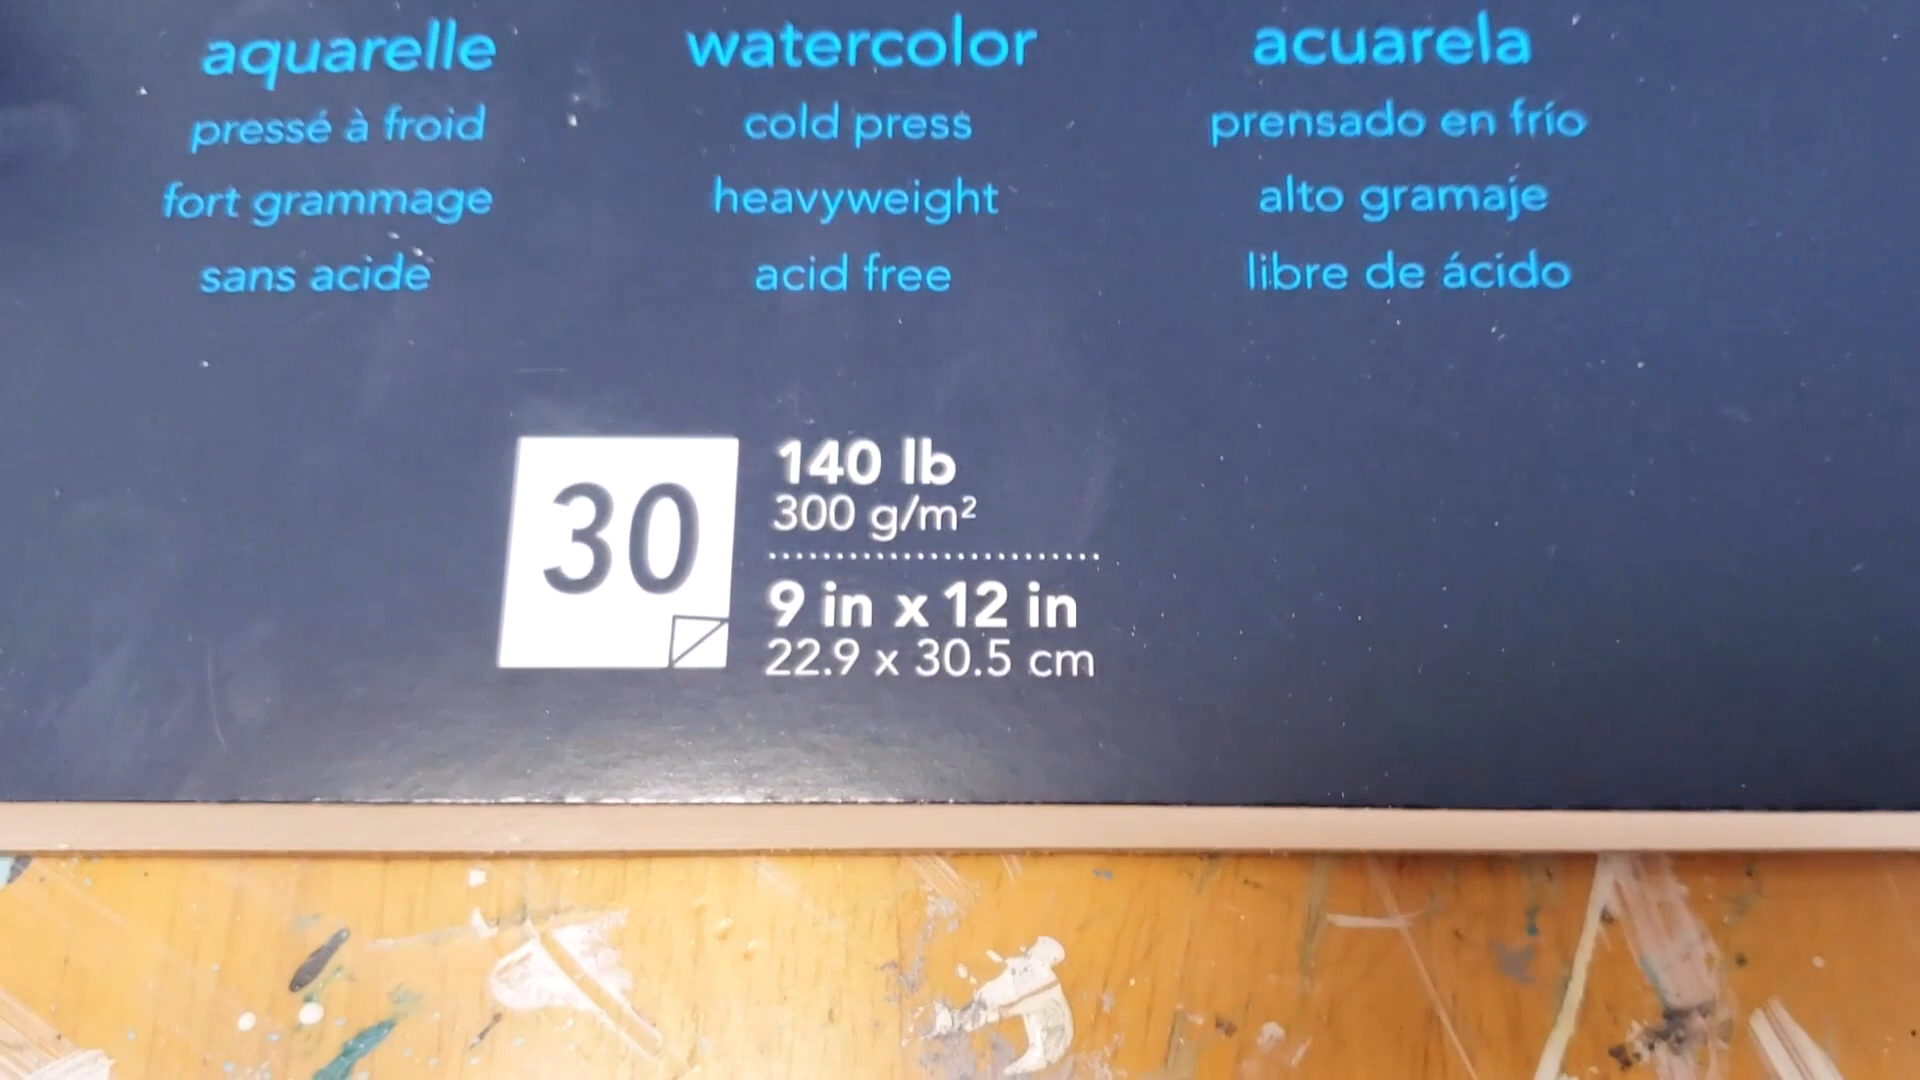 aquarelle
pressé à froid
fort grammage
sans acide
watercolor
cold press
heavyweight
acid free
acuarela
prensado en frío
alto gramaje
libre de ácido
30
140 lb
300 g/m²
9 in x 12 in
22.9 x 30.5 cm